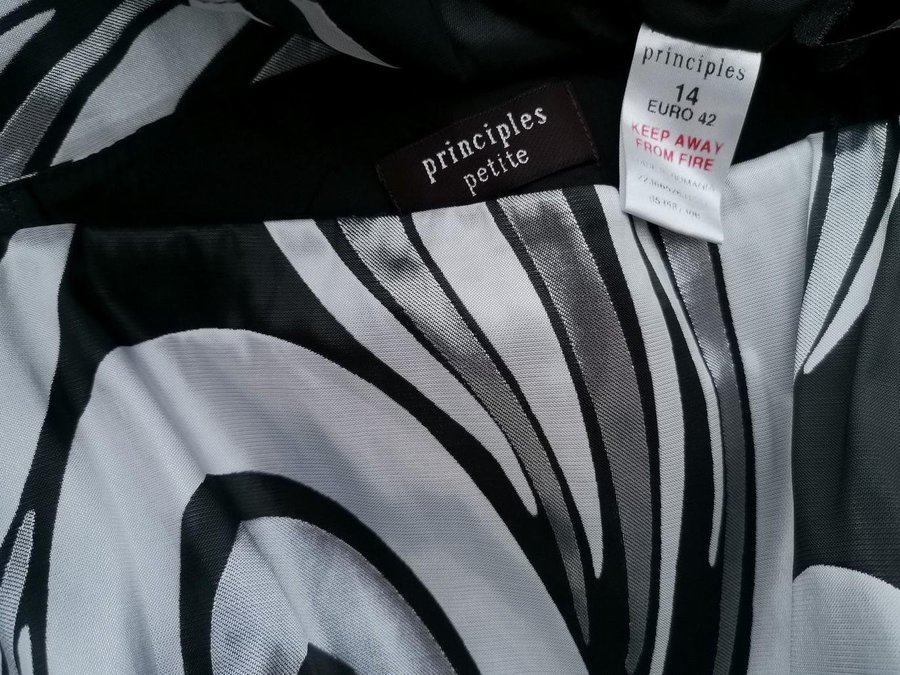 principles
petite
principles
14
EURO 42
KEEP AWAY
FROM FIRE